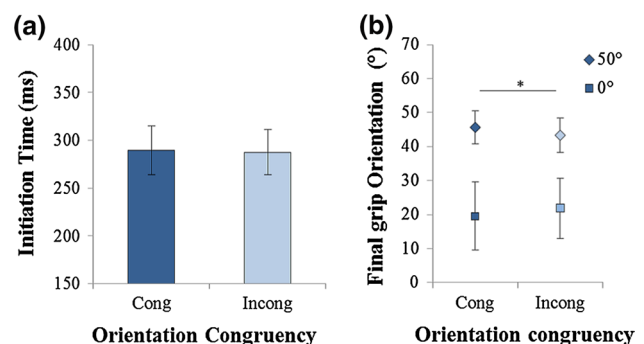 (a)
400
350
300
250
200
150
Initiation Time (ms)
Cong Incong
Orientation Congruency
(b)
70
60
50
40
30
20
10
0
Final grip Orientation (°)
*
50°
0°
Cong Incong
Orientation congruency